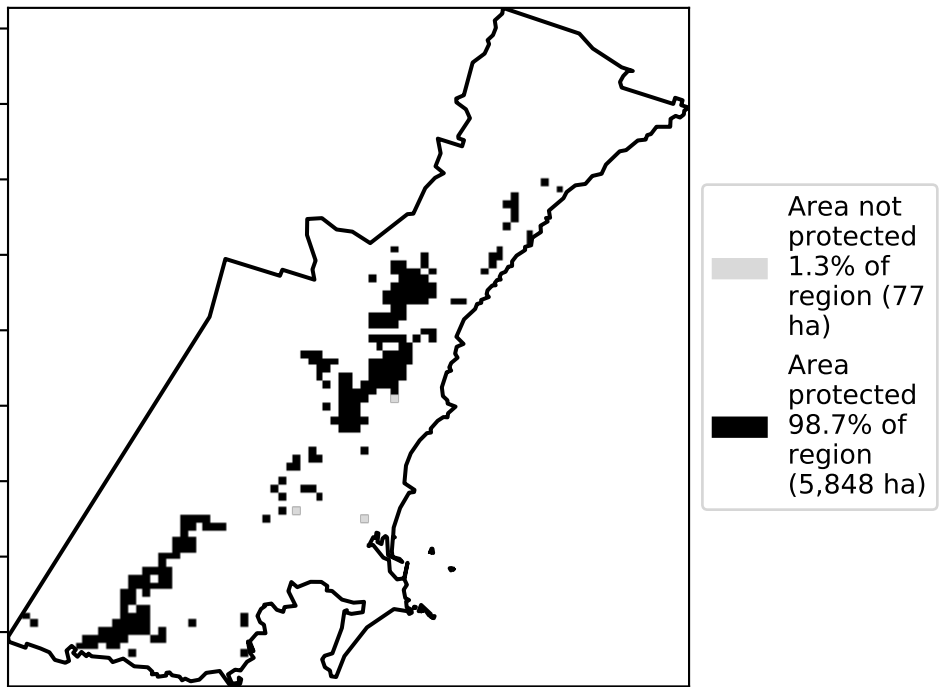 Area not
protected
1.3% of
region (77
ha)
Area
protected
98.7% of
region
(5,848 ha)